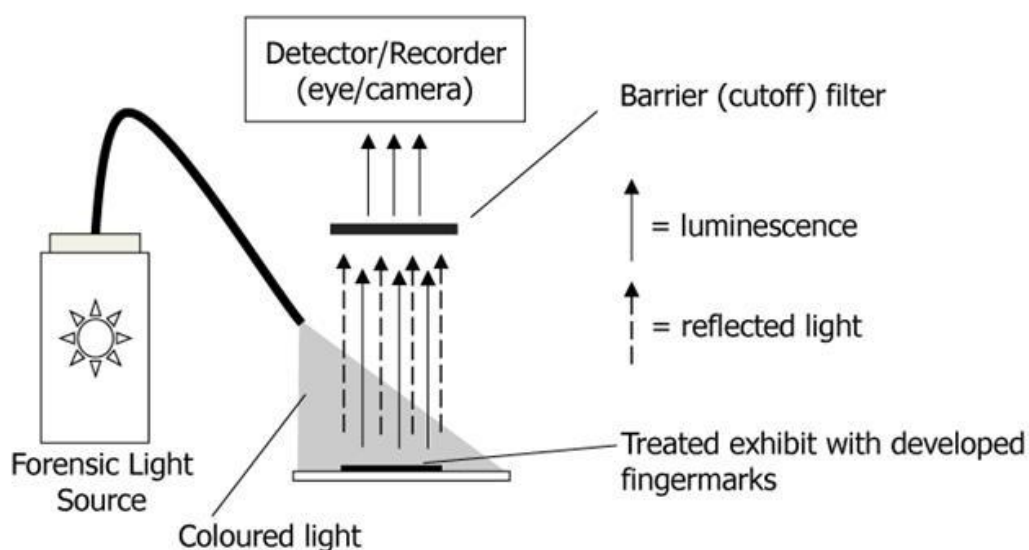 Detector/Recorder
(eye/camera)
Barrier (cutoff) filter
= luminescence
= reflected light
Treated exhibit with developed
fingermarks
Forensic Light
Source
Coloured light